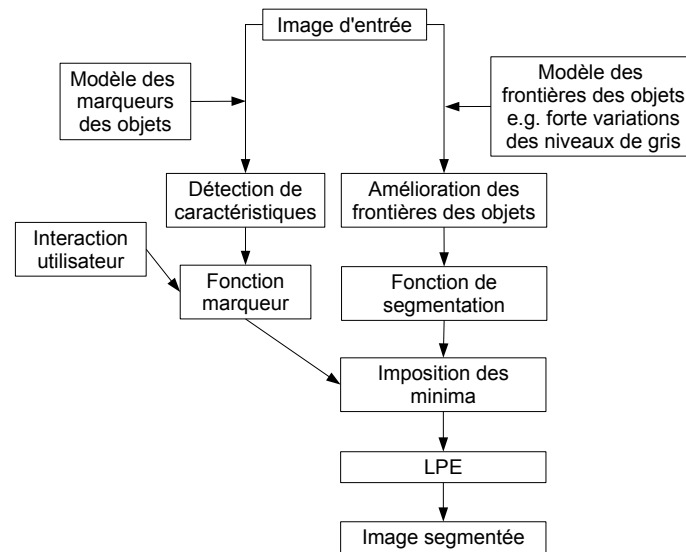 Image d'entrée
Modèle des
marqueurs
des objets
Modèle des
frontières des objets
e.g. forte variations
des niveaux de gris
Détection de
caractéristiques
Amélioration des
frontières des objets
Interaction
utilisateur
Fonction
marqueur
Fonction de
segmentation
Imposition des
minima
LPE
Image segmentée